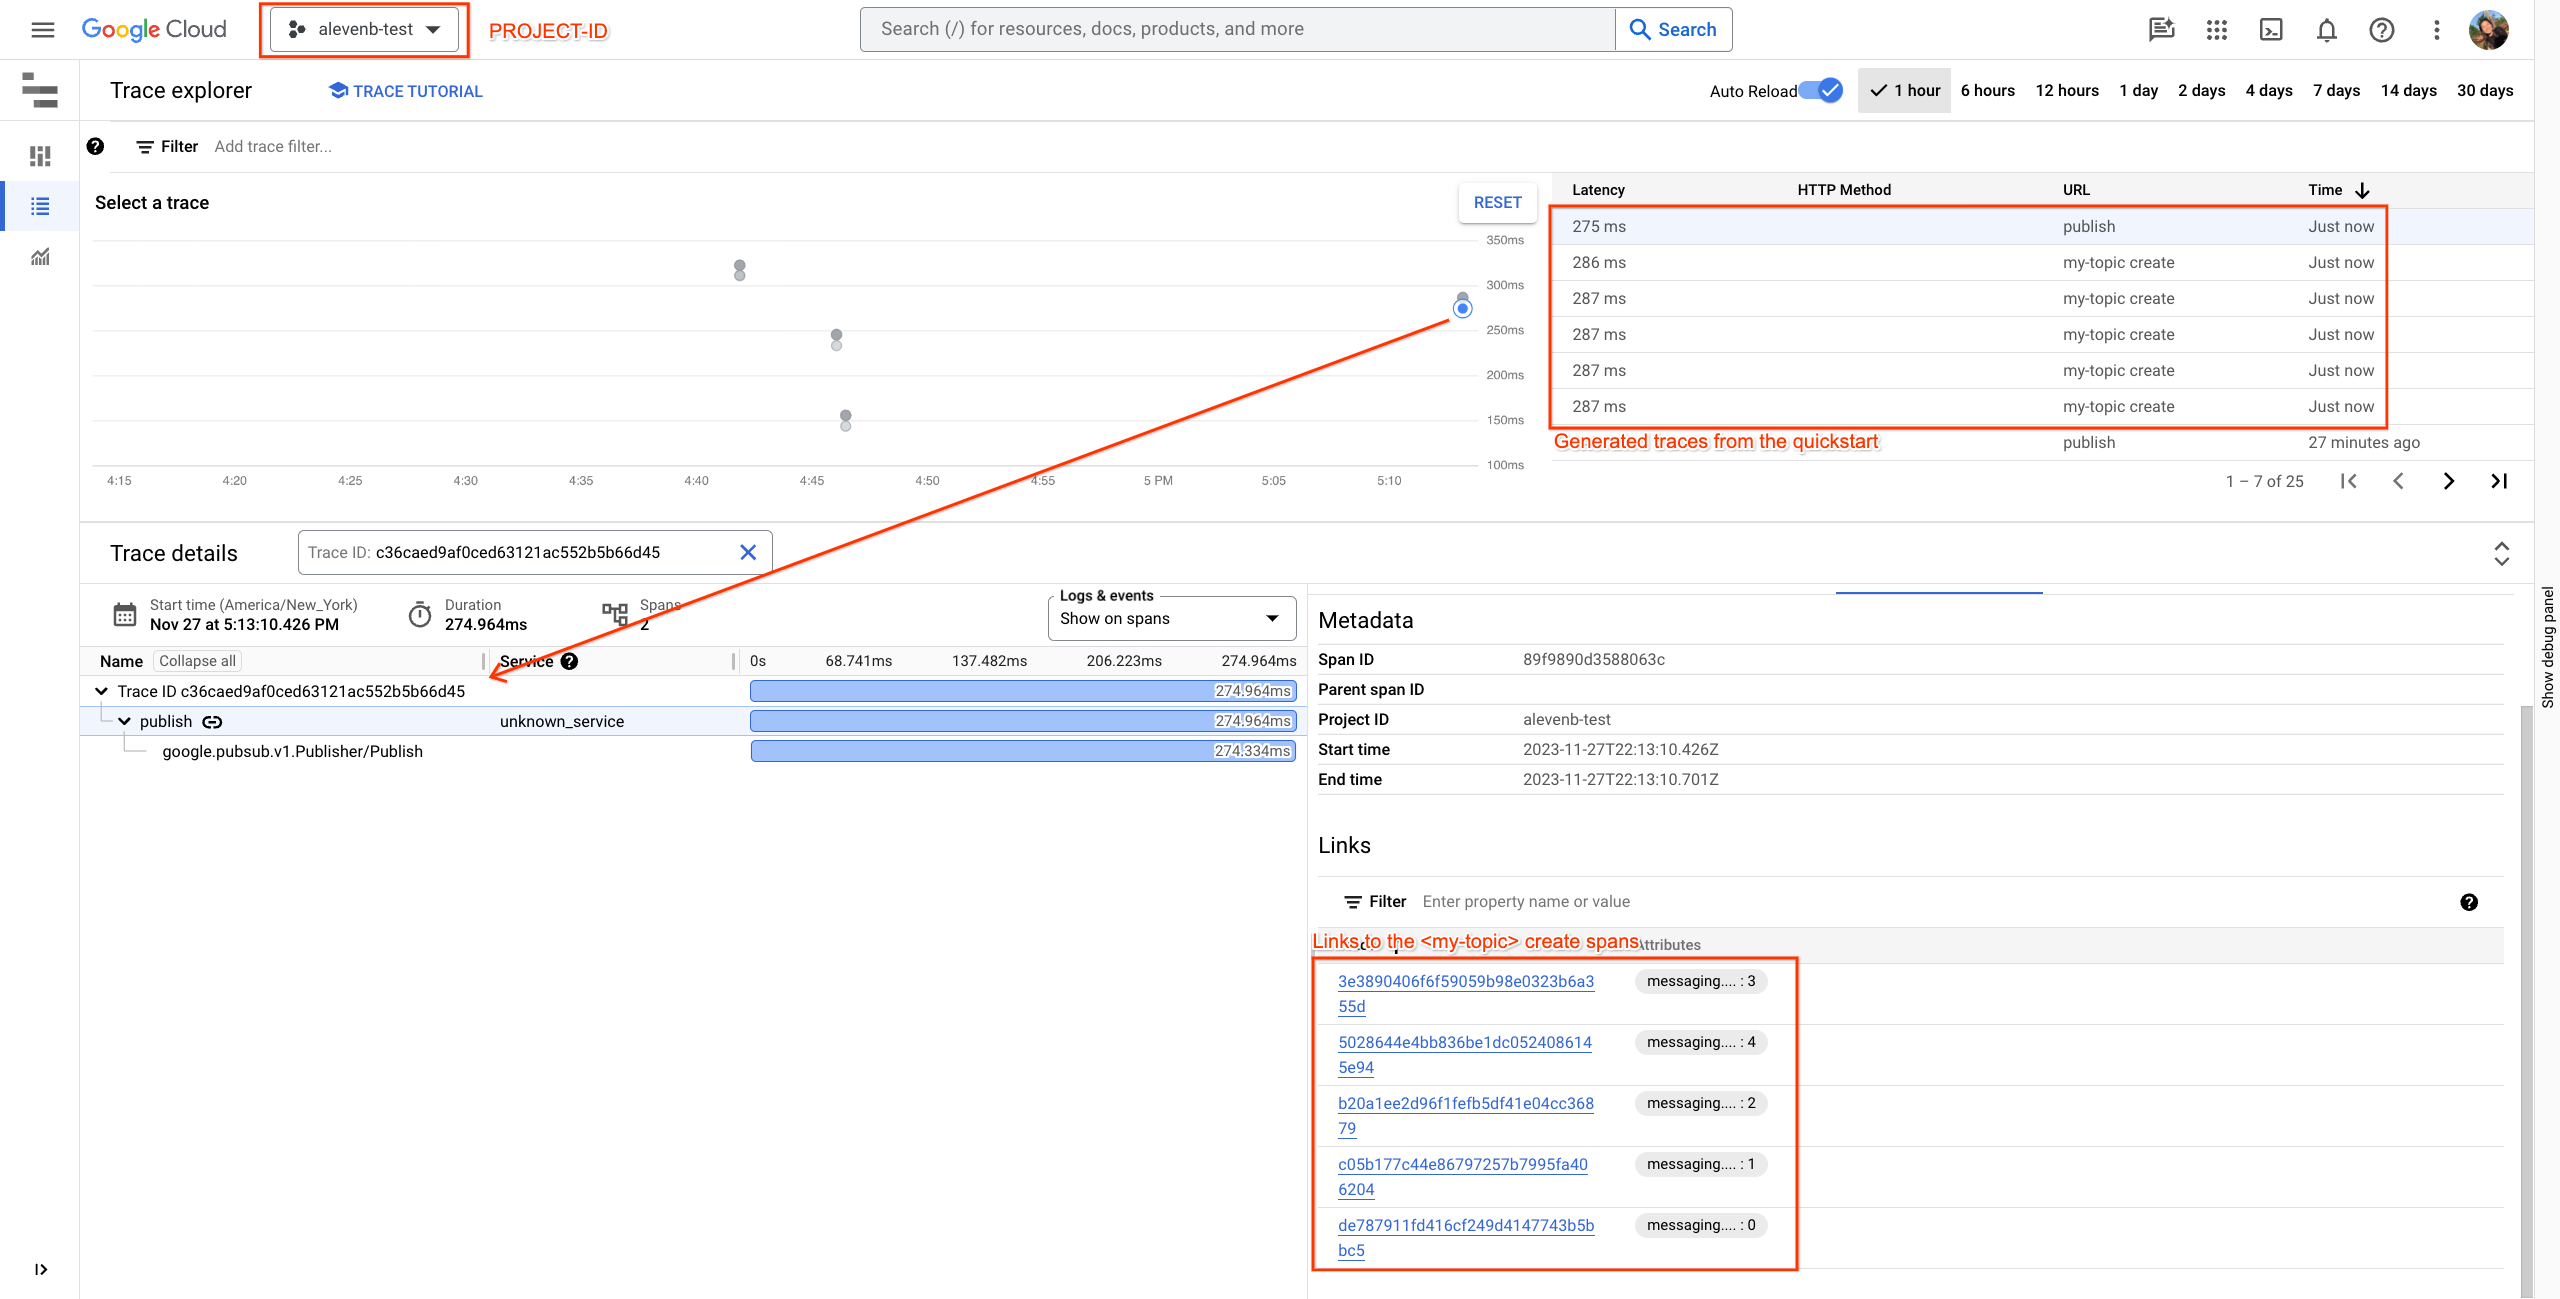 Google Cloud
alevenb-test
PROJECT-ID
Search (/) for resources, docs, products, and more
Search
Trace explorer
TRACE TUTORIAL
Auto Reload
1 hour
6 hours
12 hours
1 day
2 days
4 days
7 days
14 days
30 days
Filter
Add trace filter...
Select a trace
RESET
350ms
300ms
250ms
200ms
150ms
100ms
4:15
4:20
4:25
4:30
4:35
4:40
4:45
4:50
4:55
5 PM
5:05
5:10
Latency HTTP Method URL Time
275 ms publish Just now
286 ms my-topic create Just now
287 ms my-topic create Just now
287 ms my-topic create Just now
287 ms my-topic create Just now
287 ms my-topic create Just now
Generated traces from the quickstart
publish 27 minutes ago
1 – 7 of 25
Trace details
Trace ID: c36caed9af0ced63121ac552b5b66d45
Start time (America/New_York)
Nov 27 at 5:13:10.426 PM
Duration
274.964ms
Spans
2
Logs & events
Show on spans
Name Collapse all Service 0s 68.741ms 137.482ms 206.223ms 274.964ms
Trace ID c36caed9af0ced63121ac552b5b66d45 274.964ms
publish unknown_service 274.964ms
google.pubsub.v1.Publisher/Publish 274.334ms
Metadata
Span ID 89f9890d3588063c
Parent span ID
Project ID alevenb-test
Start time 2023-11-27T22:13:10.426Z
End time 2023-11-27T22:13:10.701Z
Links
Filter
Enter property name or value
Links to the <my-topic> create spans
Attributes
3e3890406f6f59059b98e0323b6a3
55d
messaging.... : 3
5028644e4bb836be1dc052408614
5e94
messaging.... : 4
b20a1ee2d96f1fefb5df41e04cc368
79
messaging.... : 2
c05b177c44e86797257b7995fa40
6204
messaging.... : 1
de787911fd416cf249d4147743b5b
bc5
messaging.... : 0
Show debug panel